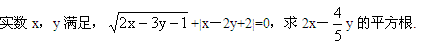 实数 x，y 满足，√(2x－3y－1)+|x－2y+2|=0，求 2x－4/5 y 的平方根.